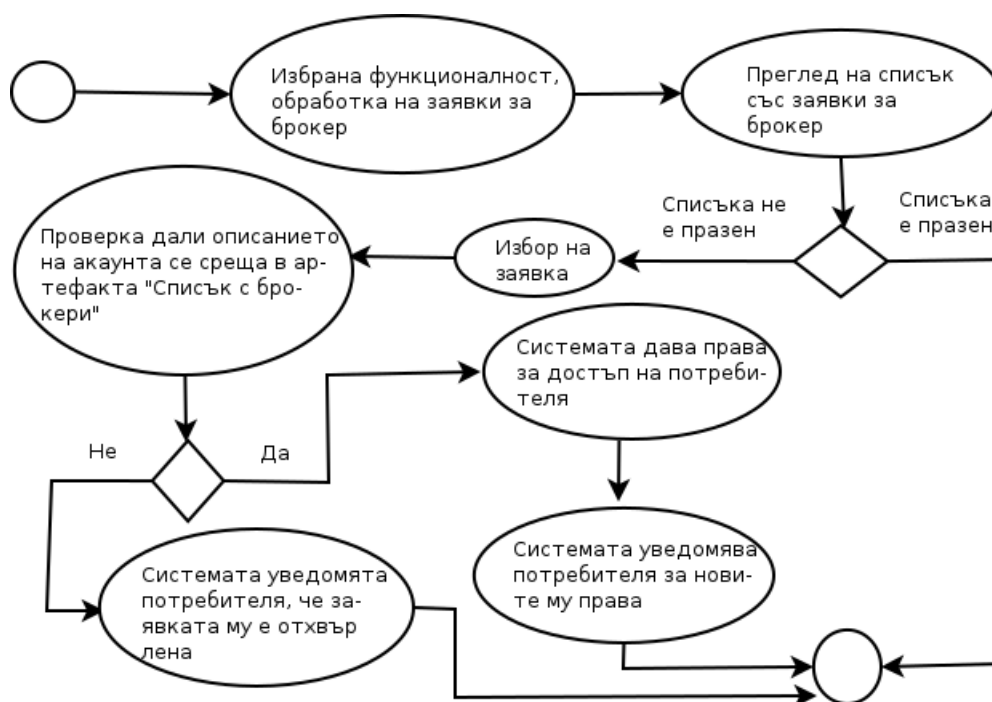 Избрана функционалност,
обработка на заявки за
брокер
Преглед на списък
със заявки за
брокер
Списъка не
е празен
Списъка
е празен
Избор на
заявка
Проверка дали описанието
на акаунта се среща в ар-
тефакта "Списък с бро-
кери"
Системата дава права
за достъп на потреби-
теля
Не
Да
Системата уведомята
потребителя, че за-
явката му е отхвър
лена
Системата уведомява
потребителя за нови-
те му права